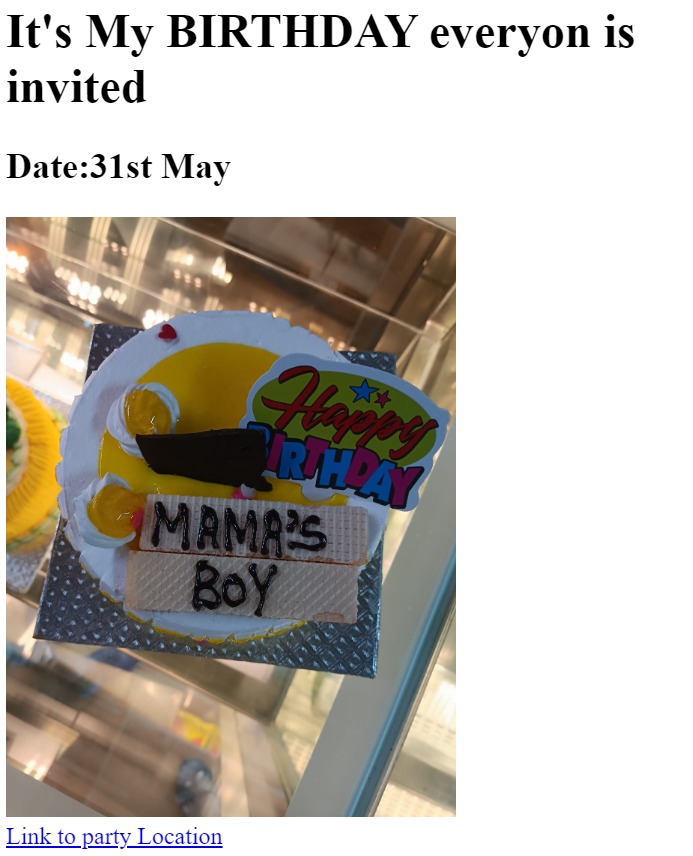 It's My BIRTHDAY everyon is
invited
Date:31st May
Happy
BIRTHDAY
MAMA'S
BOY
Link to party Location